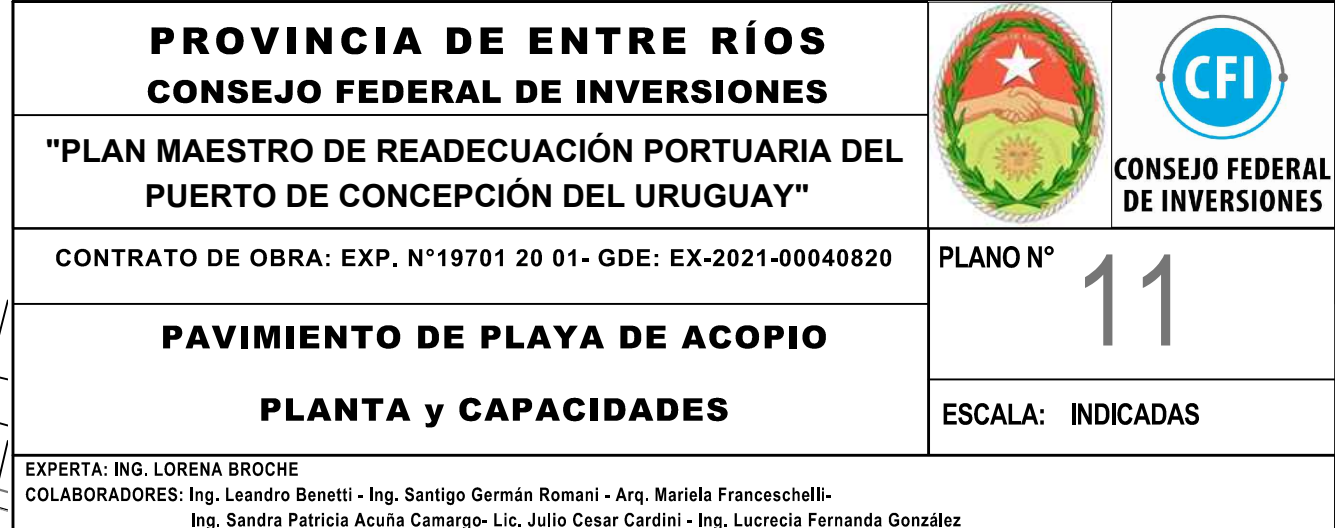 PROVINCIA DE ENTRE RÍOS
CONSEJO FEDERAL DE INVERSIONES
"PLAN MAESTRO DE READECUACIÓN PORTUARIA DEL
PUERTO DE CONCEPCIÓN DEL URUGUAY"
CFI
CONSEJO FEDERAL
DE INVERSIONES
CONTRATO DE OBRA: EXP. N°19701 20 01- GDE: EX-2021-00040820
PLANO N° 11
PAVIMIENTO DE PLAYA DE ACOPIO
PLANTA y CAPACIDADES
ESCALA: INDICADAS
EXPERTA: ING. LORENA BROCHE
COLABORADORES: Ing. Leandro Benetti - Ing. Santigo Germán Romani - Arq. Mariela Franceschelli-
Ing. Sandra Patricia Acuña Camargo- Lic. Julio Cesar Cardini - Ing. Lucrecia Fernanda González